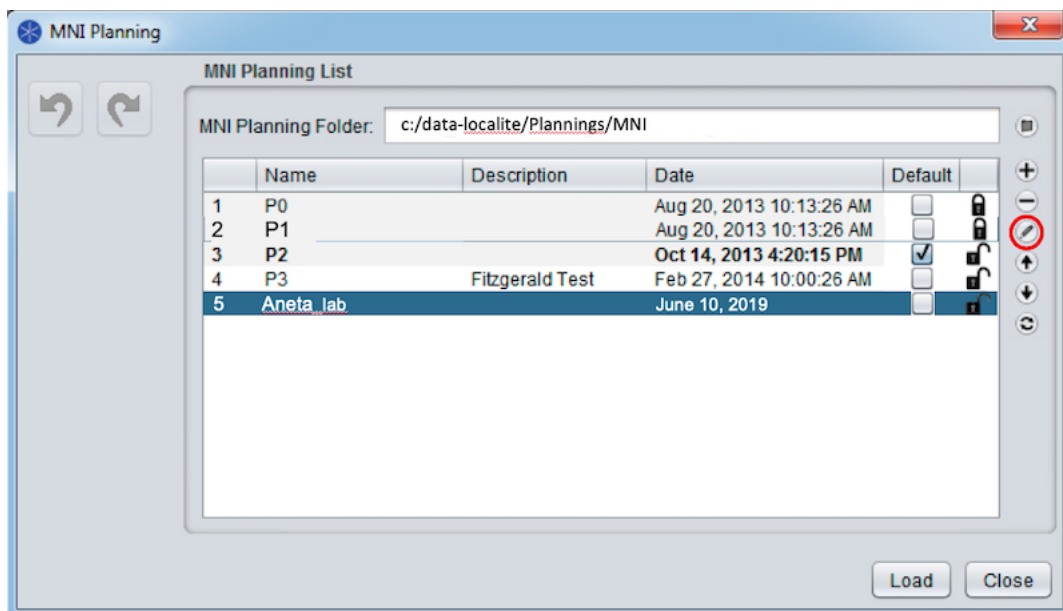 MNI Planning
MNI Planning List
MNI Planning Folder: c:/data-localite/Plannings/MNI
Name Description Date Default
1 P0 Aug 20, 2013 10:13:26 AM
2 P1 Aug 20, 2013 10:13:26 AM
3 P2 Oct 14, 2013 4:20:15 PM
4 P3 Fitzgerald Test Feb 27, 2014 10:00:26 AM
5 Aneta_lab June 10, 2019
Load Close